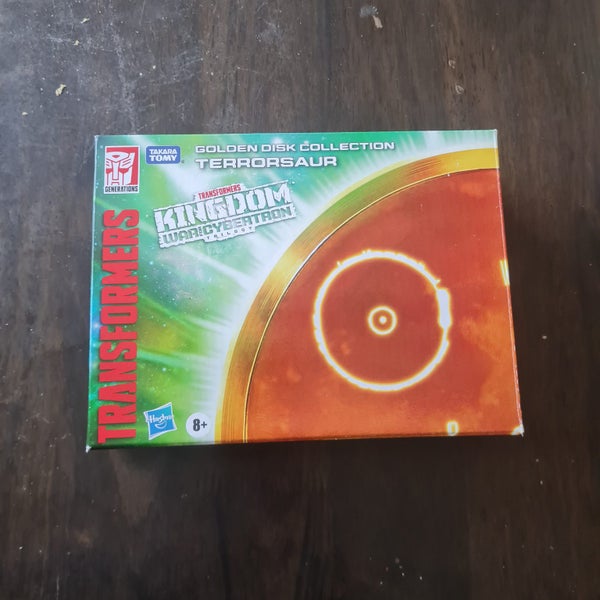 TAKARA
TOMY
GOLDEN DISK COLLECTION
TERRORSAUR
GENERATIONS
TRANSFORMERS
KINGDOM
WAR FOR CYBERTRON
TRILOGY
TRANSFORMERS
Hasbro
8+